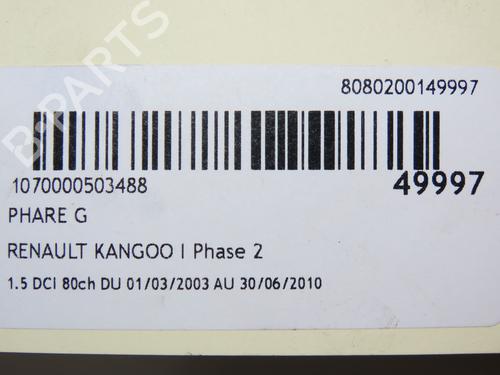 8080200149997
1070000503488
49997
PHARE G
RENAULT KANGOO I Phase 2
1.5 DCI 80ch DU 01/03/2003 AU 30/06/2010
B-PARTS